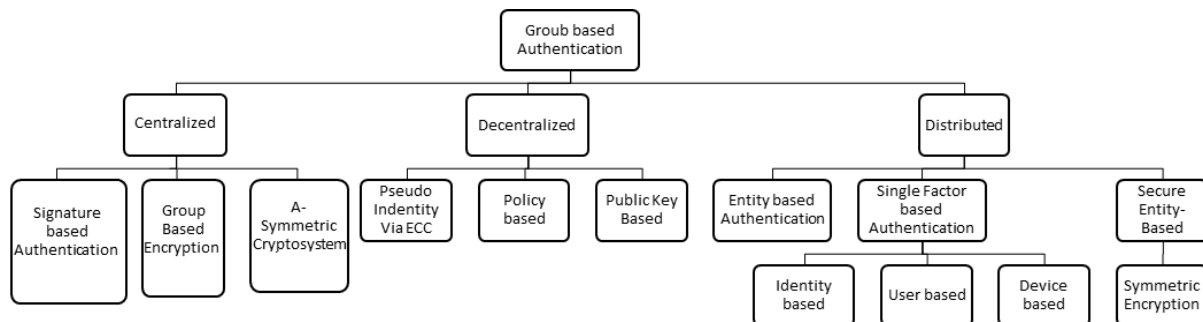 Groub based
Authentication
Centralized
Decentralized
Distributed
Signature
based
Authentication
Group
Based
Encryption
A-
Symmetric
Cryptosystem
Pseudo
Indentity
Via ECC
Policy
based
Public Key
Based
Entity based
Authentication
Single Factor
based
Authentication
Secure
Entity-
Based
Identity
based
User based
Device
based
Symmetric
Encryption